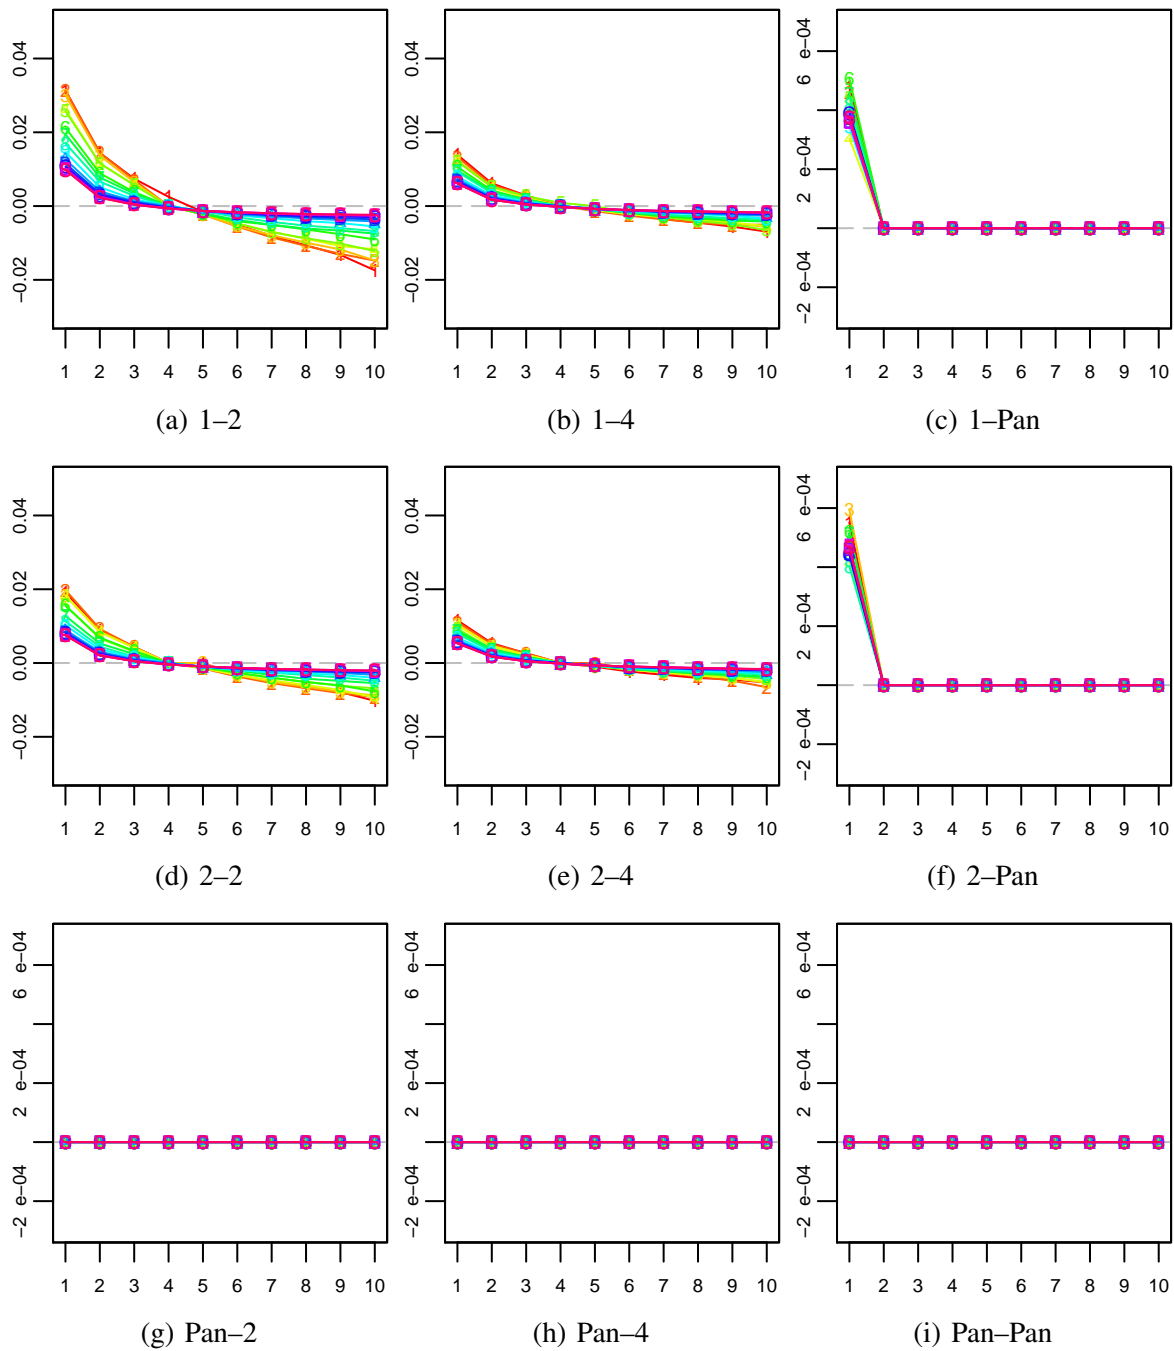 0.04
0.02
0.00
−0.02
1 2 3 4 5 6 7 8 9 10
(a) 1–2
0.04
0.02
0.00
−0.02
1 2 3 4 5 6 7 8 9 10
(b) 1–4
6 e−04
2 e−04
−2 e−04
1 2 3 4 5 6 7 8 9 10
(c) 1–Pan
0.04
0.02
0.00
−0.02
1 2 3 4 5 6 7 8 9 10
(d) 2–2
0.04
0.02
0.00
−0.02
1 2 3 4 5 6 7 8 9 10
(e) 2–4
6 e−04
2 e−04
−2 e−04
1 2 3 4 5 6 7 8 9 10
(f) 2–Pan
6 e−04
2 e−04
−2 e−04
1 2 3 4 5 6 7 8 9 10
(g) Pan–2
6 e−04
2 e−04
−2 e−04
1 2 3 4 5 6 7 8 9 10
(h) Pan–4
6 e−04
2 e−04
−2 e−04
1 2 3 4 5 6 7 8 9 10
(i) Pan–Pan